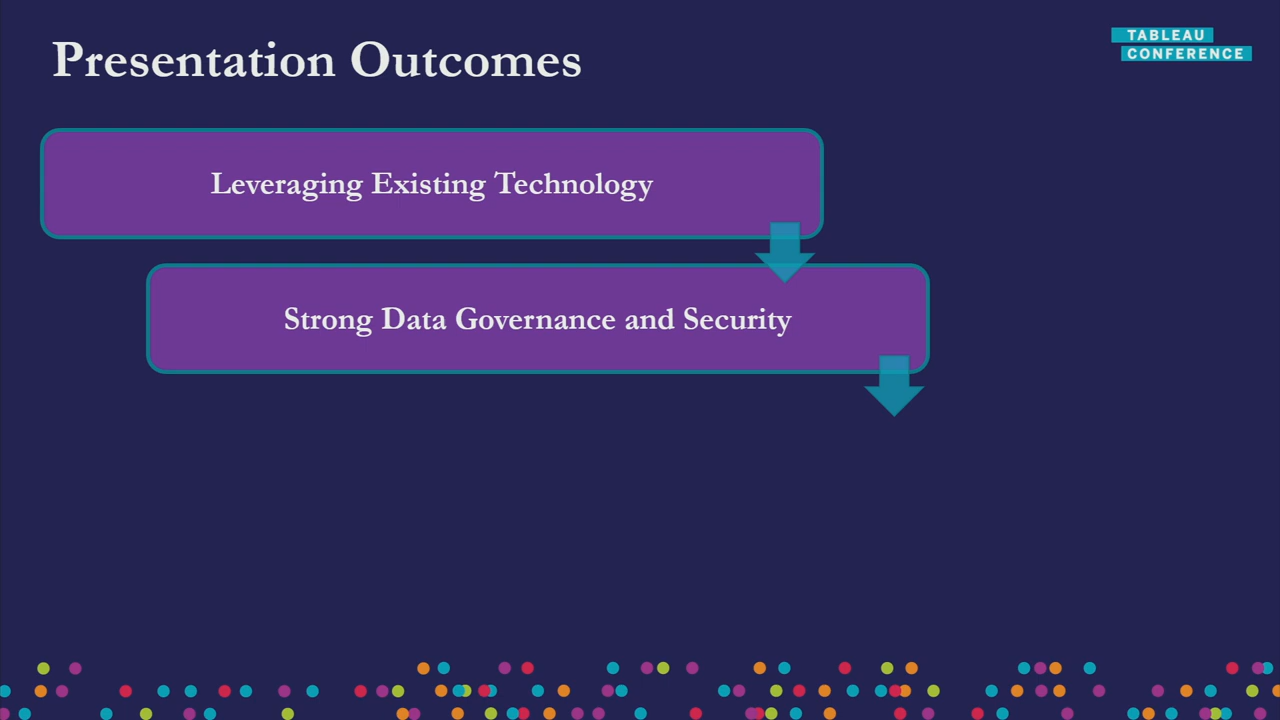 Presentation Outcomes
TABLEAU
CONFERENCE
Leveraging Existing Technology
Strong Data Governance and Security